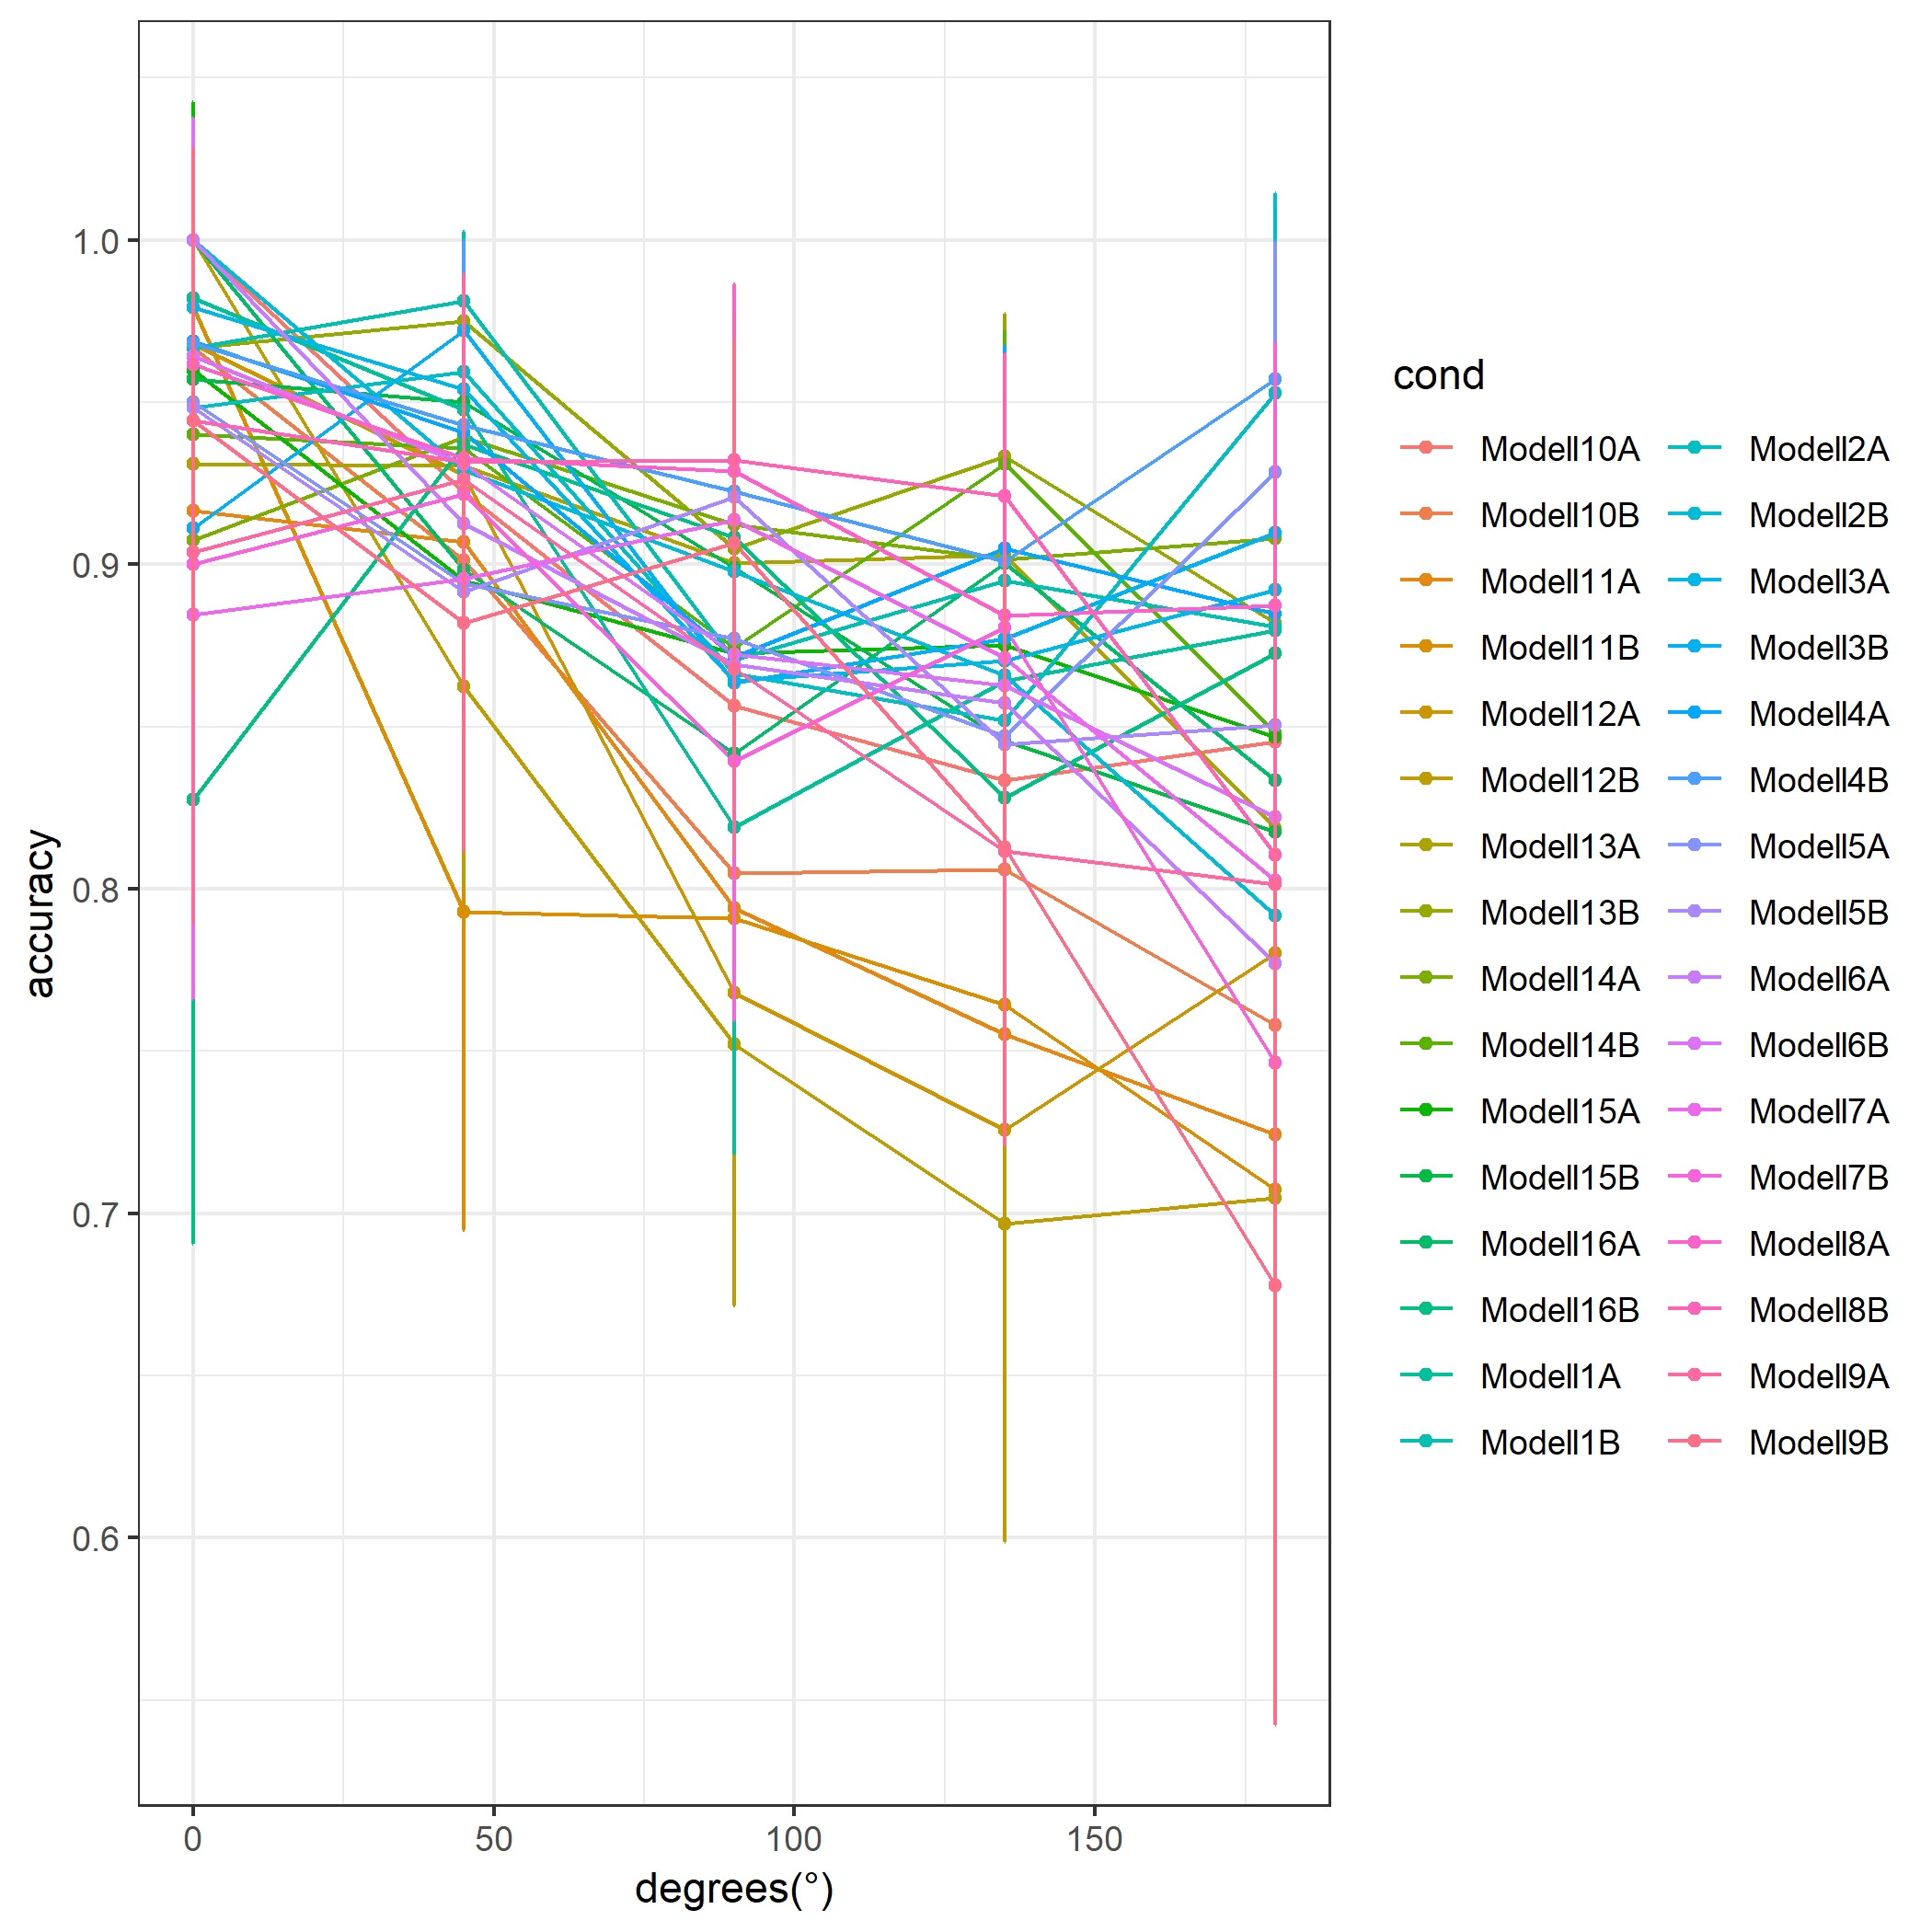 1.0
0.9
0.8
0.7
0.6
accuracy
0 50 100 150
degrees(°)
cond
Modell10A Modell2A
Modell10B Modell2B
Modell11A Modell3A
Modell11B Modell3B
Modell12A Modell4A
Modell12B Modell4B
Modell13A Modell5A
Modell13B Modell5B
Modell14A Modell6A
Modell14B Modell6B
Modell15A Modell7A
Modell15B Modell7B
Modell16A Modell8A
Modell16B Modell8B
Modell1A Modell9A
Modell1B Modell9B